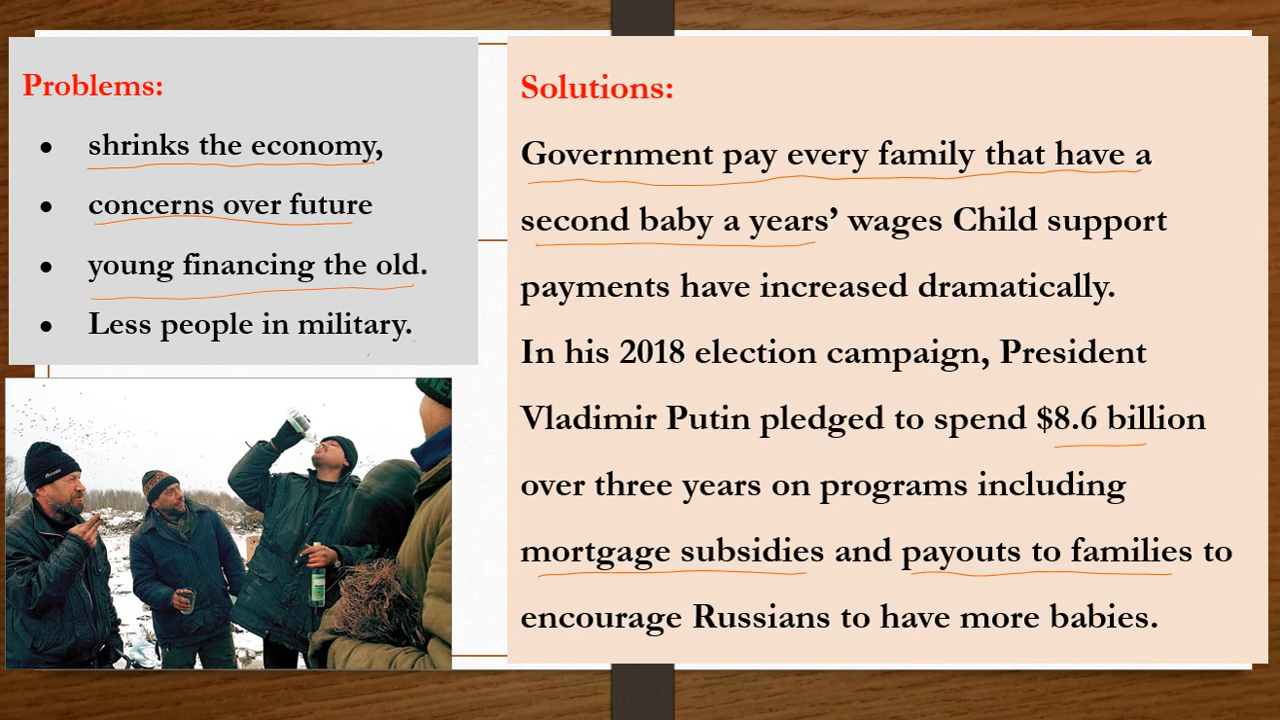 Problems:
• shrinks the economy,
• concerns over future
• young financing the old.
• Less people in military.
Solutions:
Government pay every family that have a
second baby a years’ wages Child support
payments have increased dramatically.
In his 2018 election campaign, President
Vladimir Putin pledged to spend $8.6 billion
over three years on programs including
mortgage subsidies and payouts to families to
encourage Russians to have more babies.